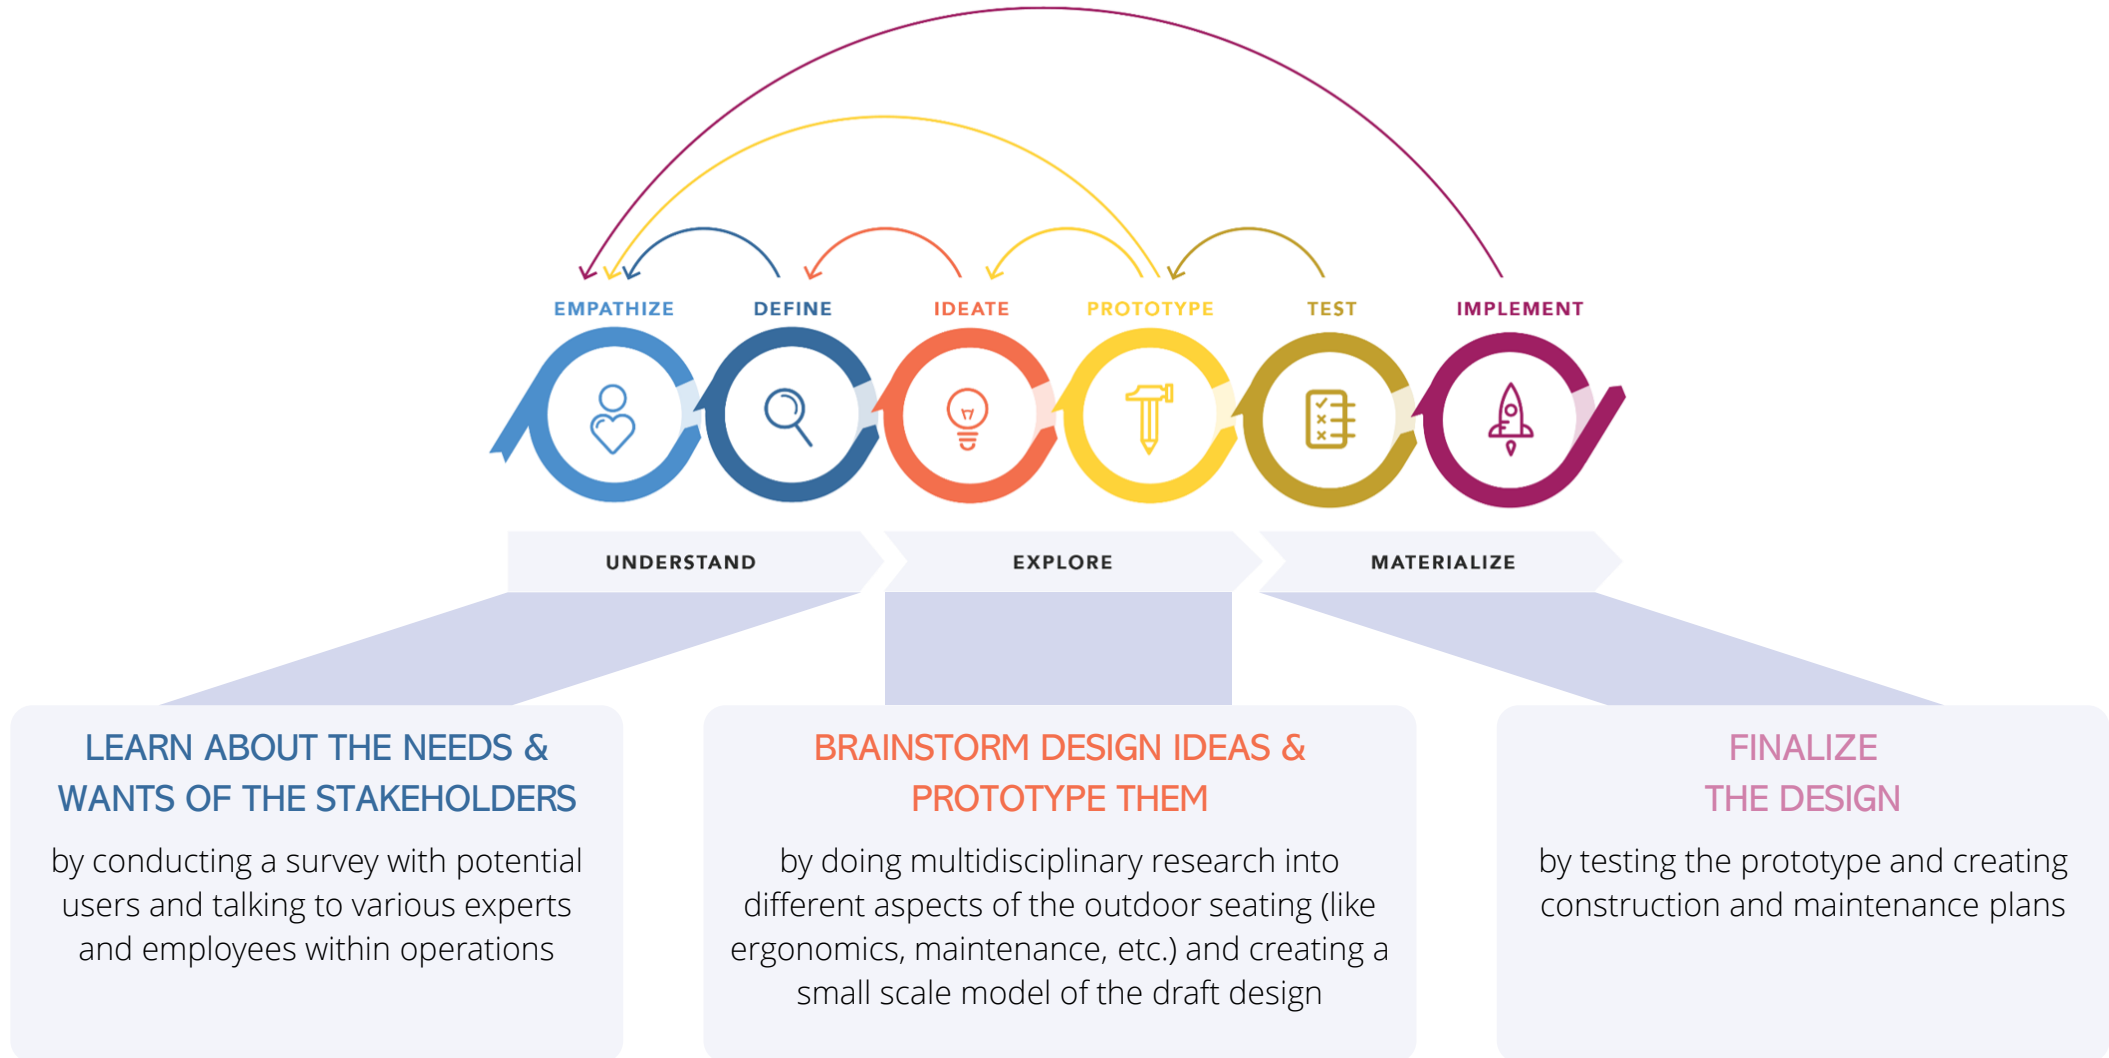 EMPATHIZE
DEFINE
IDEATE
PROTOTYPE
TEST
IMPLEMENT
UNDERSTAND
EXPLORE
MATERIALIZE
LEARN ABOUT THE NEEDS &
WANTS OF THE STAKEHOLDERS
by conducting a survey with potential
users and talking to various experts
and employees within operations
BRAINSTORM DESIGN IDEAS &
PROTOTYPE THEM
by doing multidisciplinary research into
different aspects of the outdoor seating (like
ergonomics, maintenance, etc.) and creating a
small scale model of the draft design
FINALIZE
THE DESIGN
by testing the prototype and creating
construction and maintenance plans